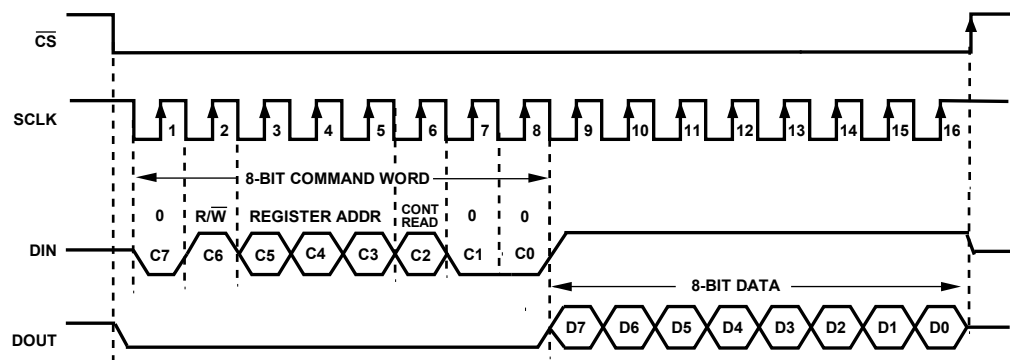 CS
SCLK 1 2 3 4 5 6 7 8 9 10 11 12 13 14 15 16
8-BIT COMMAND WORD
0 R/W REGISTER ADDR CONT READ 0 0
DIN C7 C6 C5 C4 C3 C2 C1 C0
8-BIT DATA
DOUT D7 D6 D5 D4 D3 D2 D1 D0